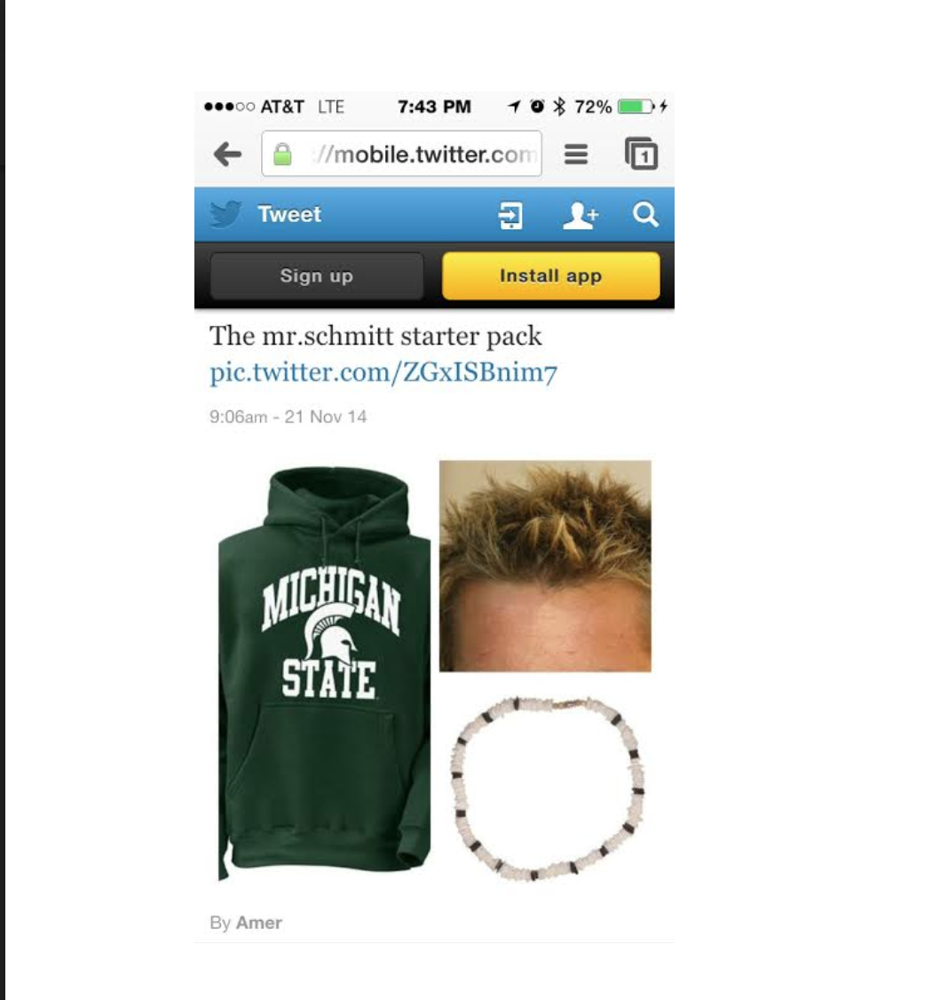 AT&T LTE 7:43 PM 72%
://mobile.twitter.com 1
Tweet
Sign up Install app
The mr.schmitt starter pack
pic.twitter.com/ZGxISBnim7
9:06am - 21 Nov 14
MICHIGAN
STATE
By Amer